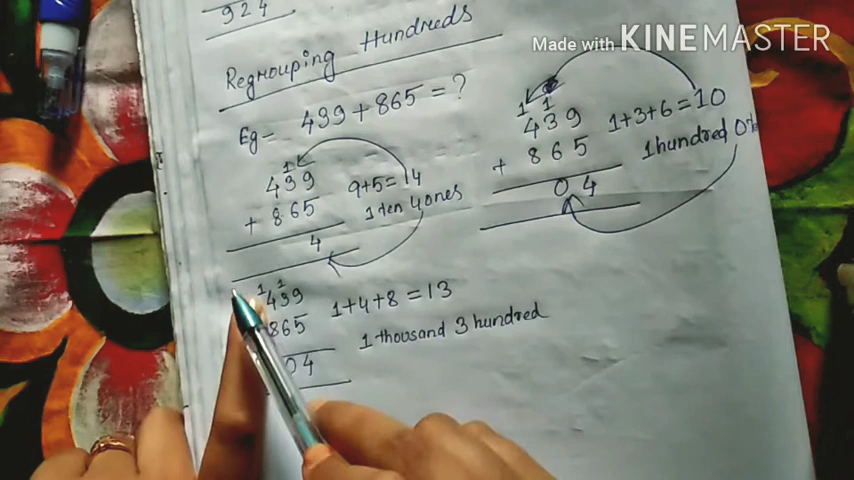 924
Regrouping Hundreds
Made with KINEMASTER
Eg = 439 + 865 = ?
1
439
+ 865
4
9+5=14
1 ten 4 ones
1 1
439
+ 865
04
1+3+6=10
1 hundred 0
1 1
439
865
04
1+4+8 = 13
1 thousand 3 hundred